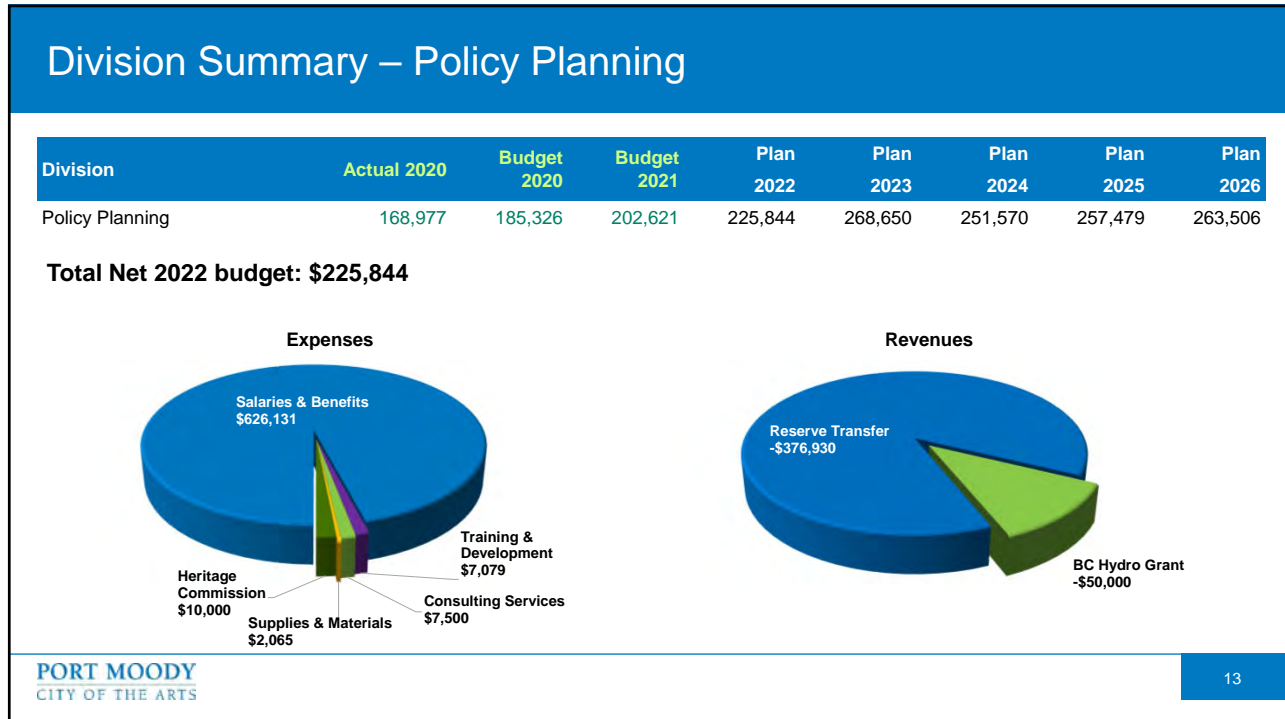 Division Summary – Policy Planning
Division Actual 2020 Budget 2020 Budget 2021 Plan 2022 Plan 2023 Plan 2024 Plan 2025 Plan 2026
Policy Planning 168,977 185,326 202,621 225,844 268,650 251,570 257,479 263,506
Total Net 2022 budget: $225,844
Expenses
Salaries & Benefits
$626,131
Training &
Development
$7,079
Consulting Services
$7,500
Supplies & Materials
$2,065
Heritage
Commission
$10,000
Revenues
Reserve Transfer
-$376,930
BC Hydro Grant
-$50,000
PORT MOODY
CITY OF THE ARTS
13